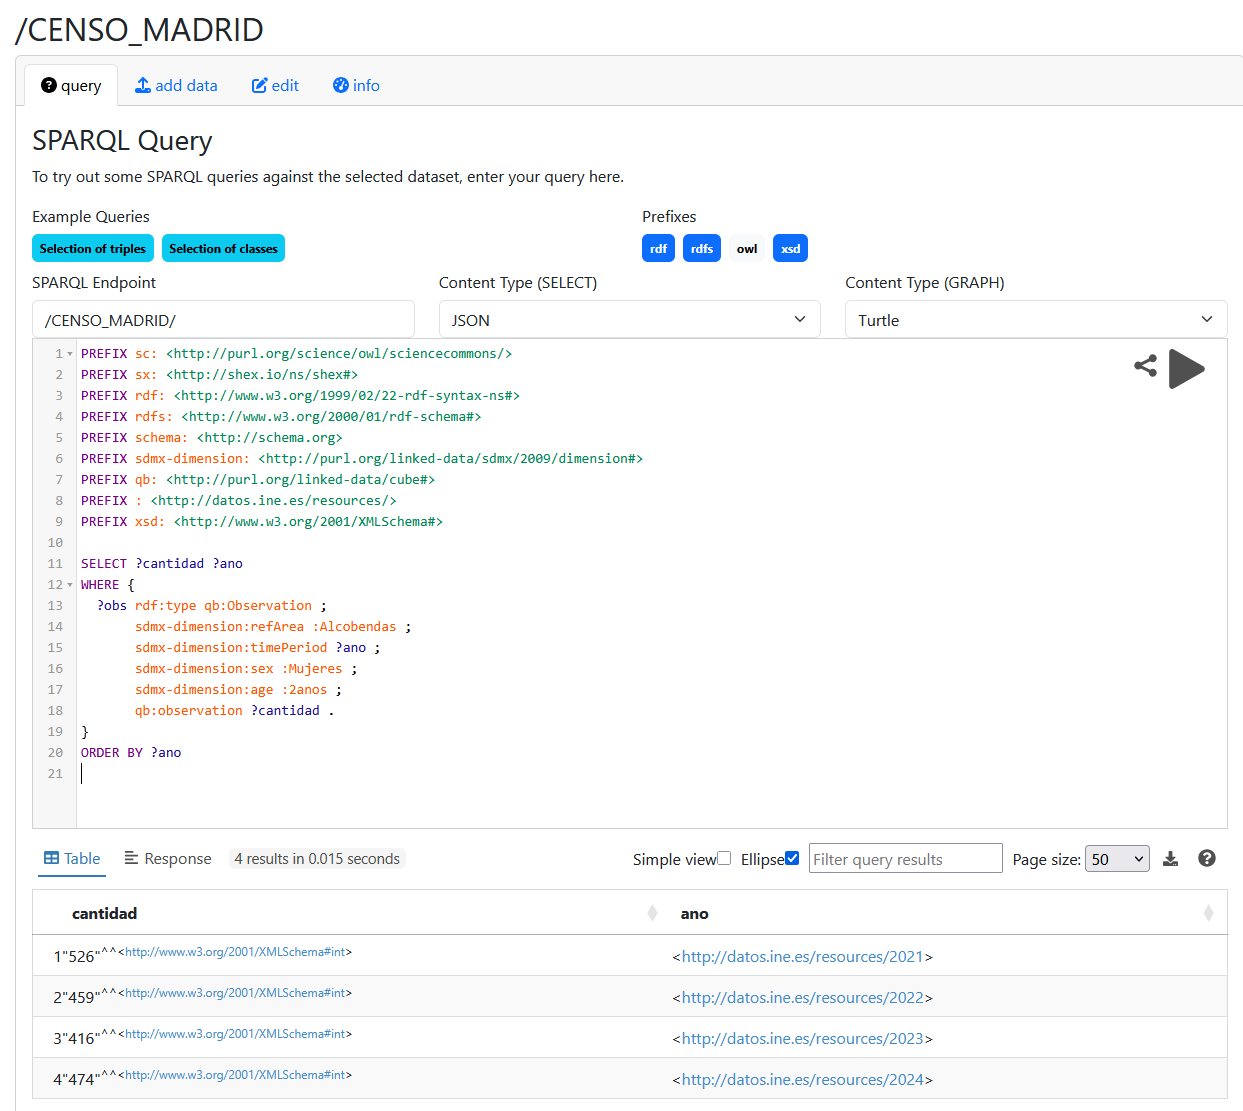 /CENSO_MADRID
query
add data
edit
info
SPARQL Query
To try out some SPARQL queries against the selected dataset, enter your query here.
Example Queries
Prefixes
Selection of triples
Selection of classes
rdf
rdfs
owl
xsd
SPARQL Endpoint
Content Type (SELECT)
Content Type (GRAPH)
/CENSO_MADRID/
JSON
Turtle
1 PREFIX sc: <http://purl.org/science/owl/sciencecommons/>
2 PREFIX sx: <http://shex.io/ns/shex#>
3 PREFIX rdf: <http://www.w3.org/1999/02/22-rdf-syntax-ns#>
4 PREFIX rdfs: <http://www.w3.org/2000/01/rdf-schema#>
5 PREFIX schema: <http://schema.org>
6 PREFIX sdmx-dimension: <http://purl.org/linked-data/sdmx/2009/dimension#>
7 PREFIX qb: <http://purl.org/linked-data/cube#>
8 PREFIX : <http://datos.ine.es/resources/>
9 PREFIX xsd: <http://www.w3.org/2001/XMLSchema#>
10
11 SELECT ?cantidad ?ano
12 WHERE {
13 ?obs rdf:type qb:Observation ;
14 sdmx-dimension:refArea :Alcobendas ;
15 sdmx-dimension:timePeriod ?ano ;
16 sdmx-dimension:sex :Mujeres ;
17 sdmx-dimension:age :2anos ;
18 qb:observation ?cantidad .
19 }
20 ORDER BY ?ano
21
Table
Response
4 results in 0.015 seconds
Simple view
Ellipse
Filter query results
Page size: 50
cantidad
ano
1 "526"^^<http://www.w3.org/2001/XMLSchema#int>
<http://datos.ine.es/resources/2021>
2 "459"^^<http://www.w3.org/2001/XMLSchema#int>
<http://datos.ine.es/resources/2022>
3 "416"^^<http://www.w3.org/2001/XMLSchema#int>
<http://datos.ine.es/resources/2023>
4 "474"^^<http://www.w3.org/2001/XMLSchema#int>
<http://datos.ine.es/resources/2024>